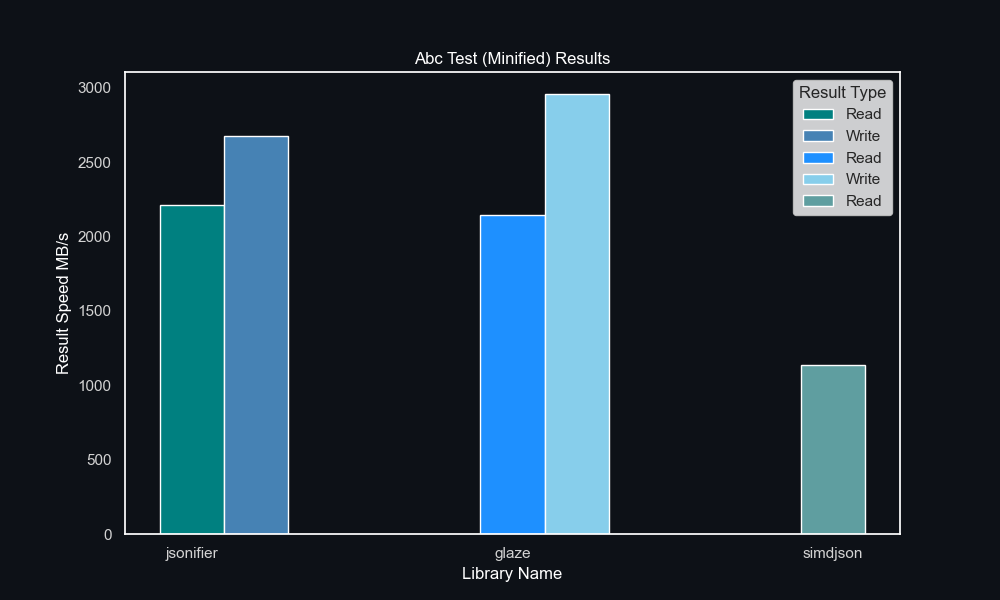 Abc Test (Minified) Results
Result Speed MB/s
3000
2500
2000
1500
1000
500
0
Result Type
Read
Write
Read
Write
Read
jsonifier
glaze
simdjson
Library Name